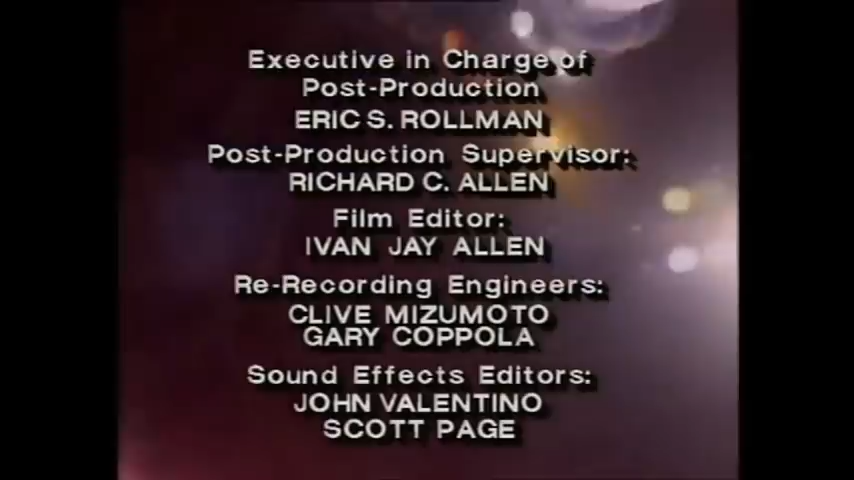 Executive in Charge of
Post-Production
ERIC S. ROLLMAN
Post-Production Supervisor:
RICHARD C. ALLEN
Film Editor:
IVAN JAY ALLEN
Re-Recording Engineers:
CLIVE MIZUMOTO
GARY COPPOLA
Sound Effects Editors:
JOHN VALENTINO
SCOTT PAGE